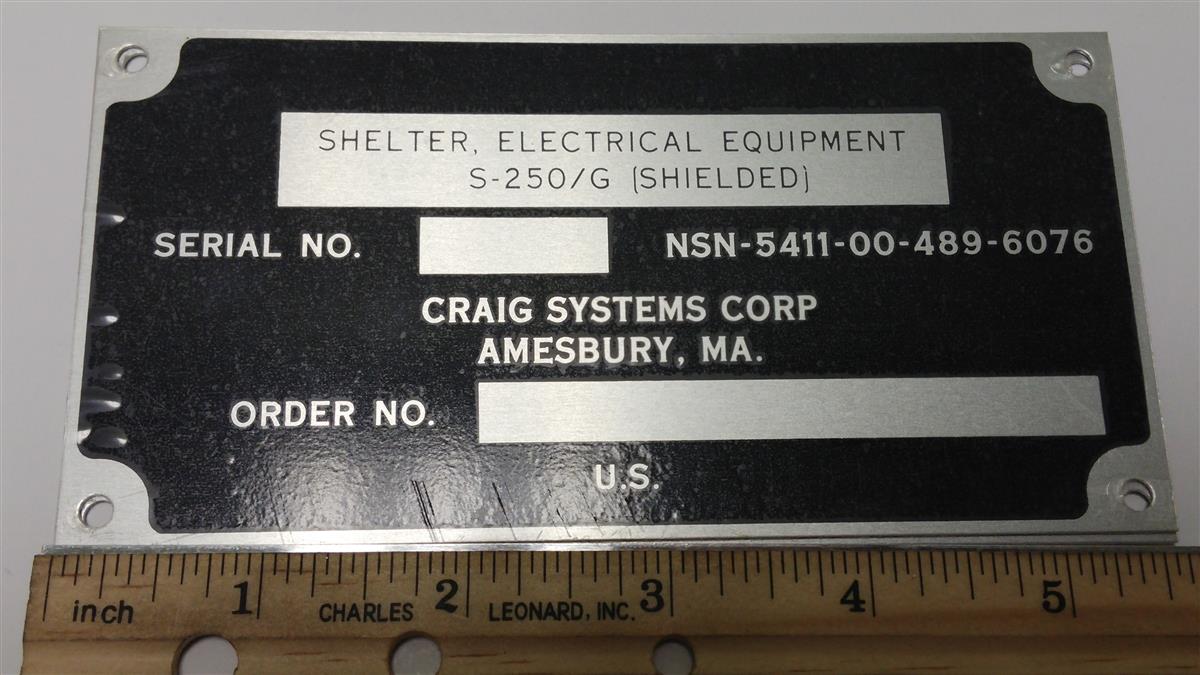 SHELTER, ELECTRICAL EQUIPMENT
S-250/G (SHIELDED)
SERIAL NO. NSN-5411-00-489-6076
CRAIG SYSTEMS CORP
AMESBURY, MA.
ORDER NO.
U.S.
inch 1 CHARLES 2 LEONARD, INC. 3 4 5